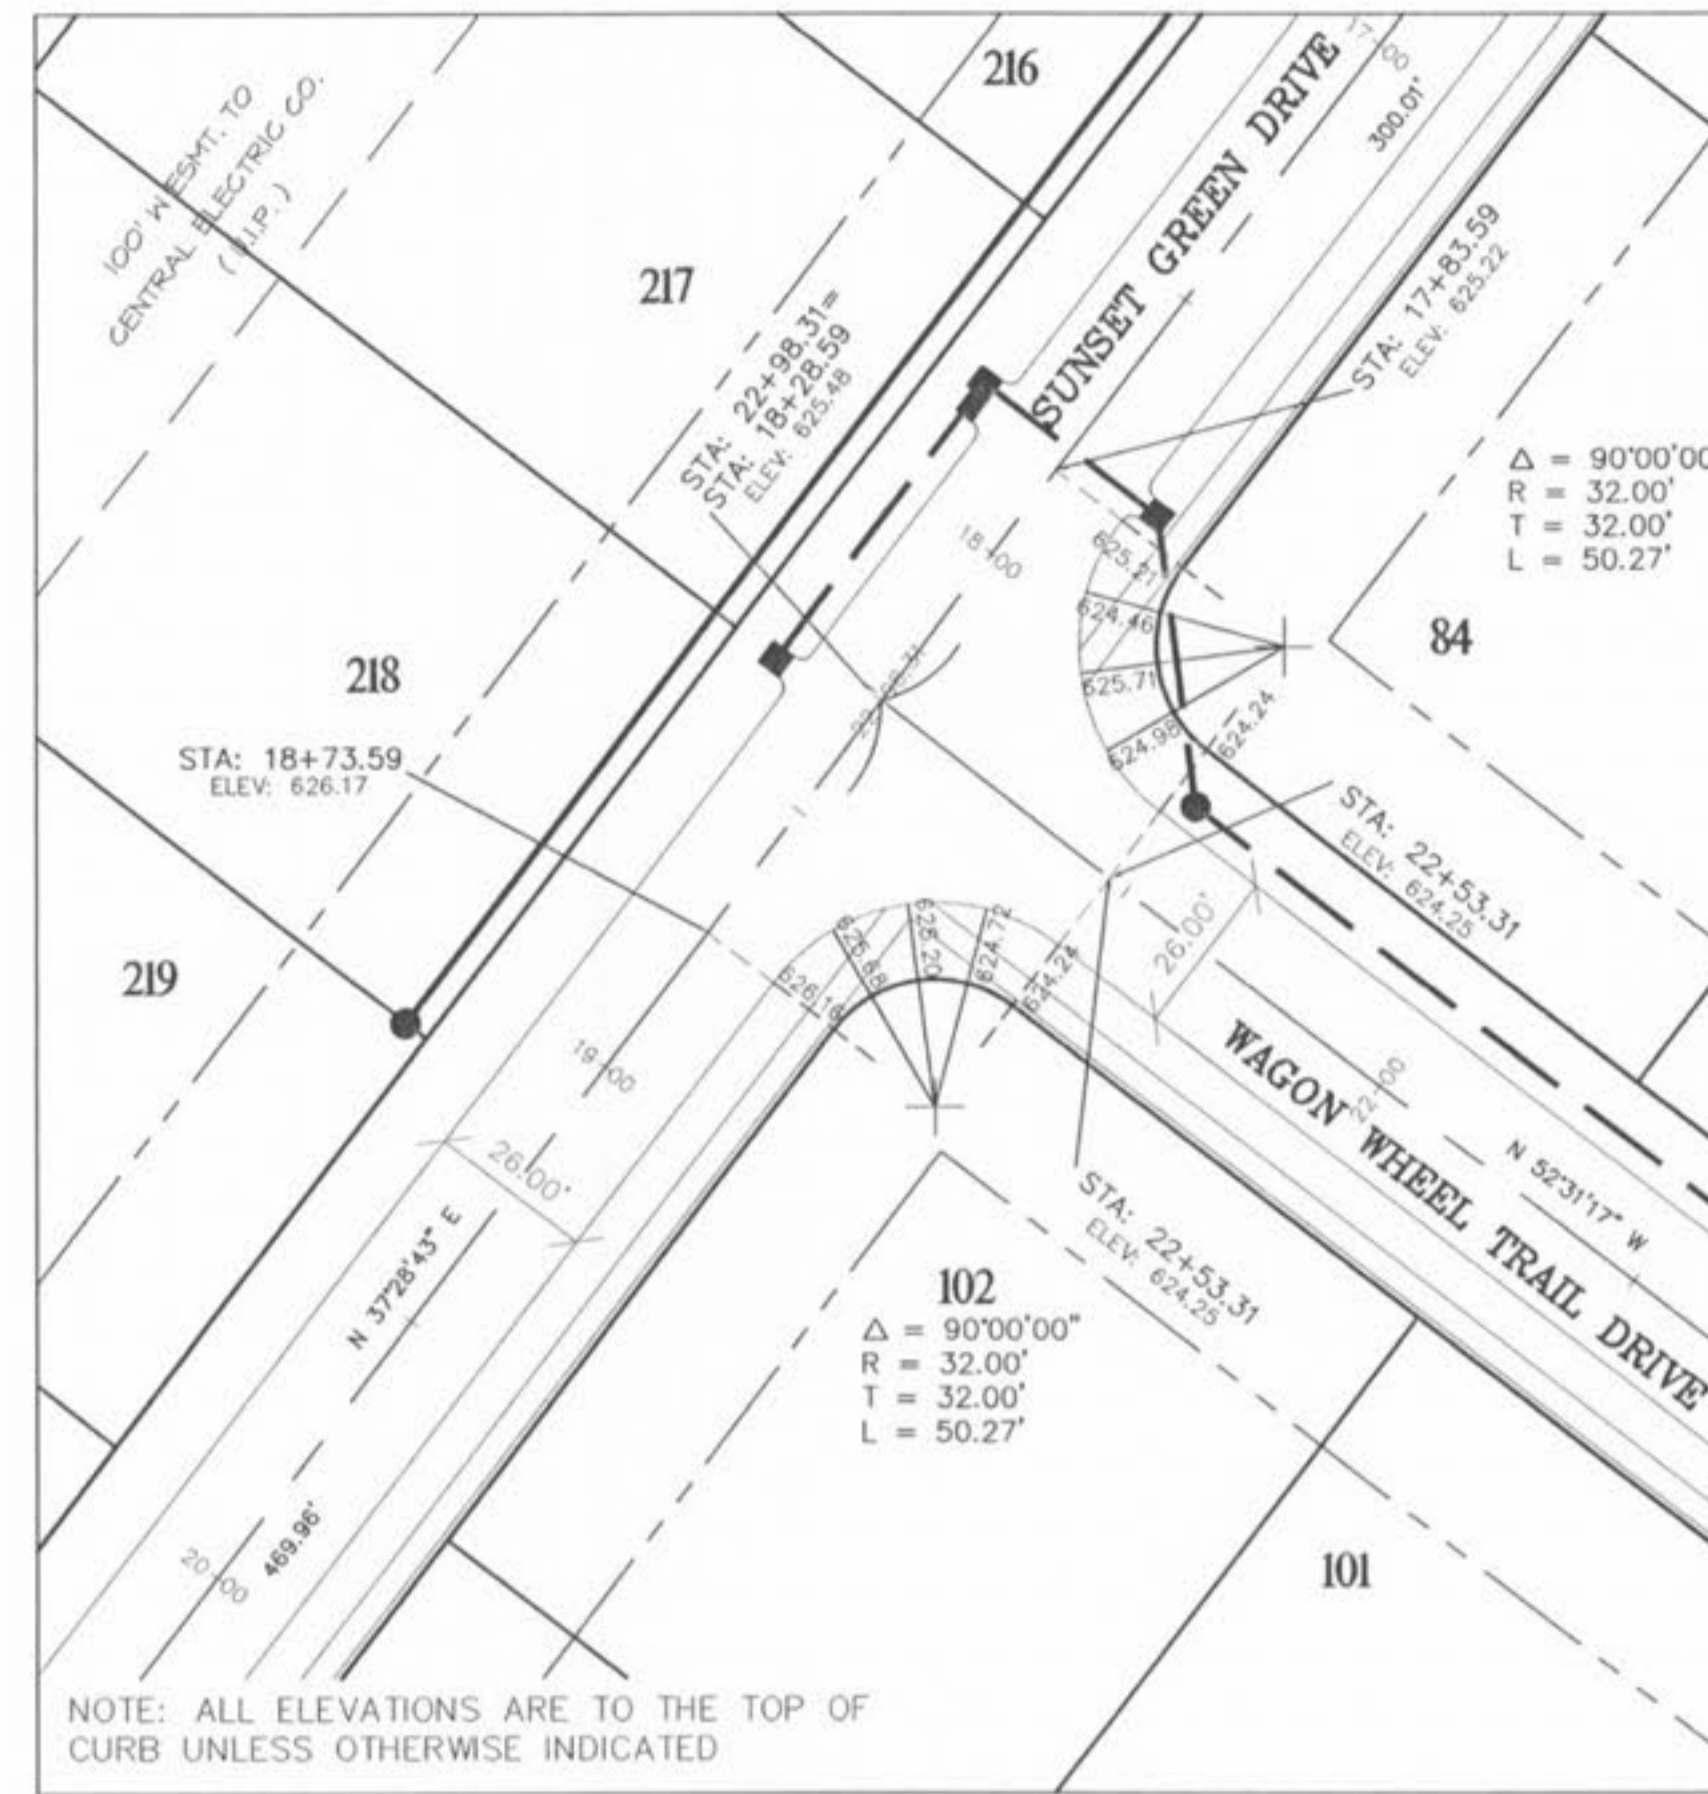 216
17+00
300.01'
SUNSET GREEN DRIVE
100' W ESMT. TO
CENTRAL ELECTRIC CO.
217
STA: 17+83.59
ELEV: 625.22
STA: 22+98.31=
STA: 18+28.59
ELEV: 625.48
Δ = 90°00'00
R = 32.00'
T = 32.00'
L = 50.27'
18+00
625.21
624.46
625.71
624.98
624.24
84
218
STA: 18+73.59
ELEV: 626.17
STA: 22+53.31
ELEV: 624.25
26.00'
219
626.16
625.20
624.72
624.24
19+00
WAGON WHEEL TRAIL DRIVE
22+00
N 52°31'17" W
26.00'
N 37°28'43" E
STA: 22+53.31
ELEV: 624.25
102
Δ = 90°00'00"
R = 32.00'
T = 32.00'
L = 50.27'
469.96'
20+00
101
NOTE: ALL ELEVATIONS ARE TO THE TOP OF
CURB UNLESS OTHERWISE INDICATED